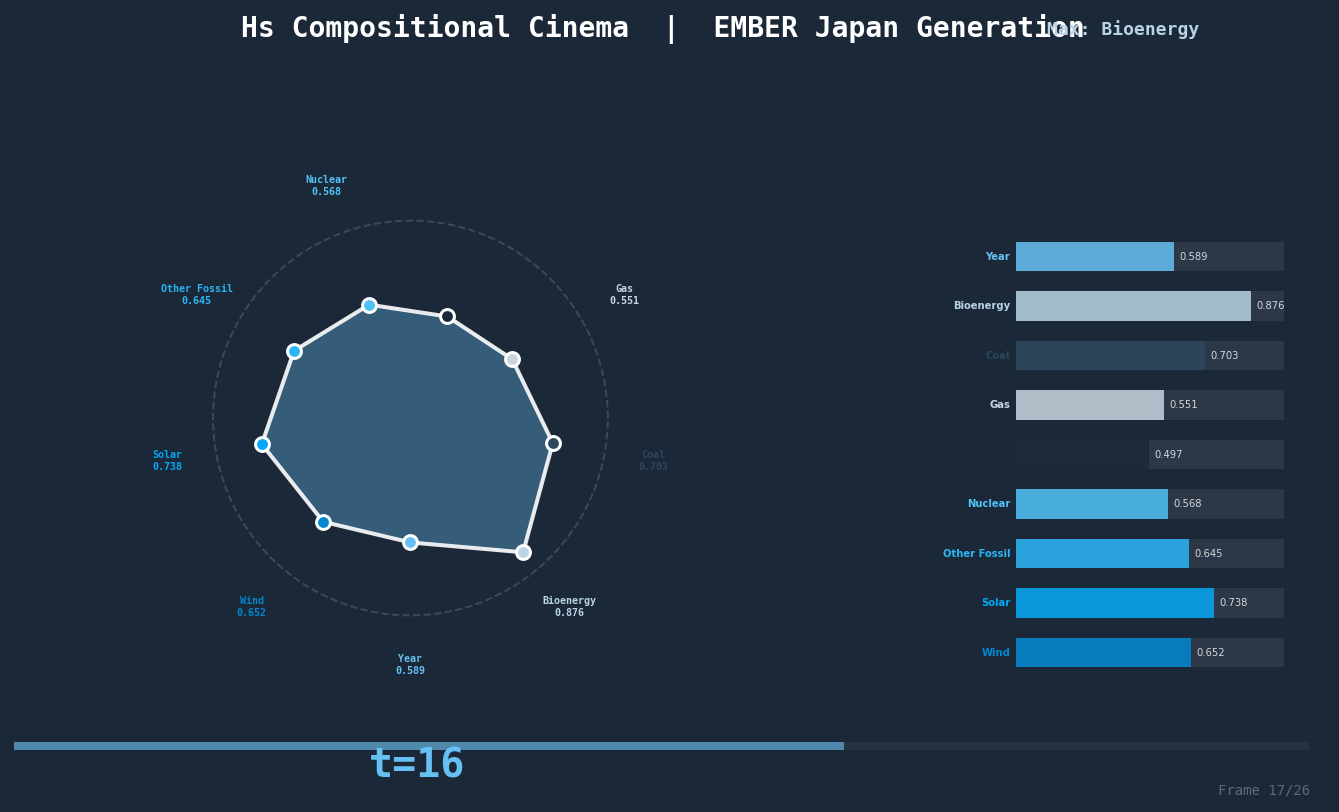 Hs Compositional Cinema | EMBER Japan Generation
Max: Bioenergy
Nuclear
0.568
Other Fossil
0.645
Gas
0.551
Solar
0.738
Coal
0.703
Wind
0.652
Bioenergy
0.876
Year
0.589
Year 0.589
Bioenergy 0.876
Coal 0.703
Gas 0.551
0.497
Nuclear 0.568
Other Fossil 0.645
Solar 0.738
Wind 0.652
t=16
Frame 17/26